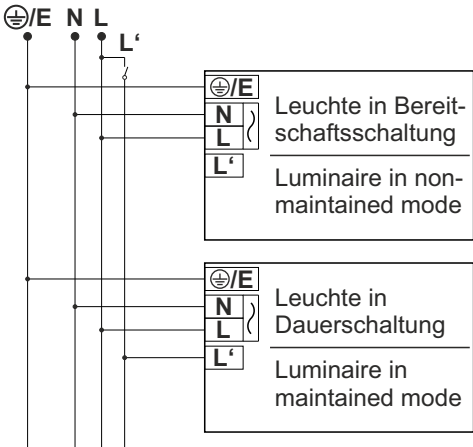 ⏚/E N L
L‘
⏚/E
N
L
L‘
Leuchte in Bereit-
schaftsschaltung
Luminaire in non-
maintained mode
⏚/E
N
L
L‘
Leuchte in
Dauerschaltung
Luminaire in
maintained mode